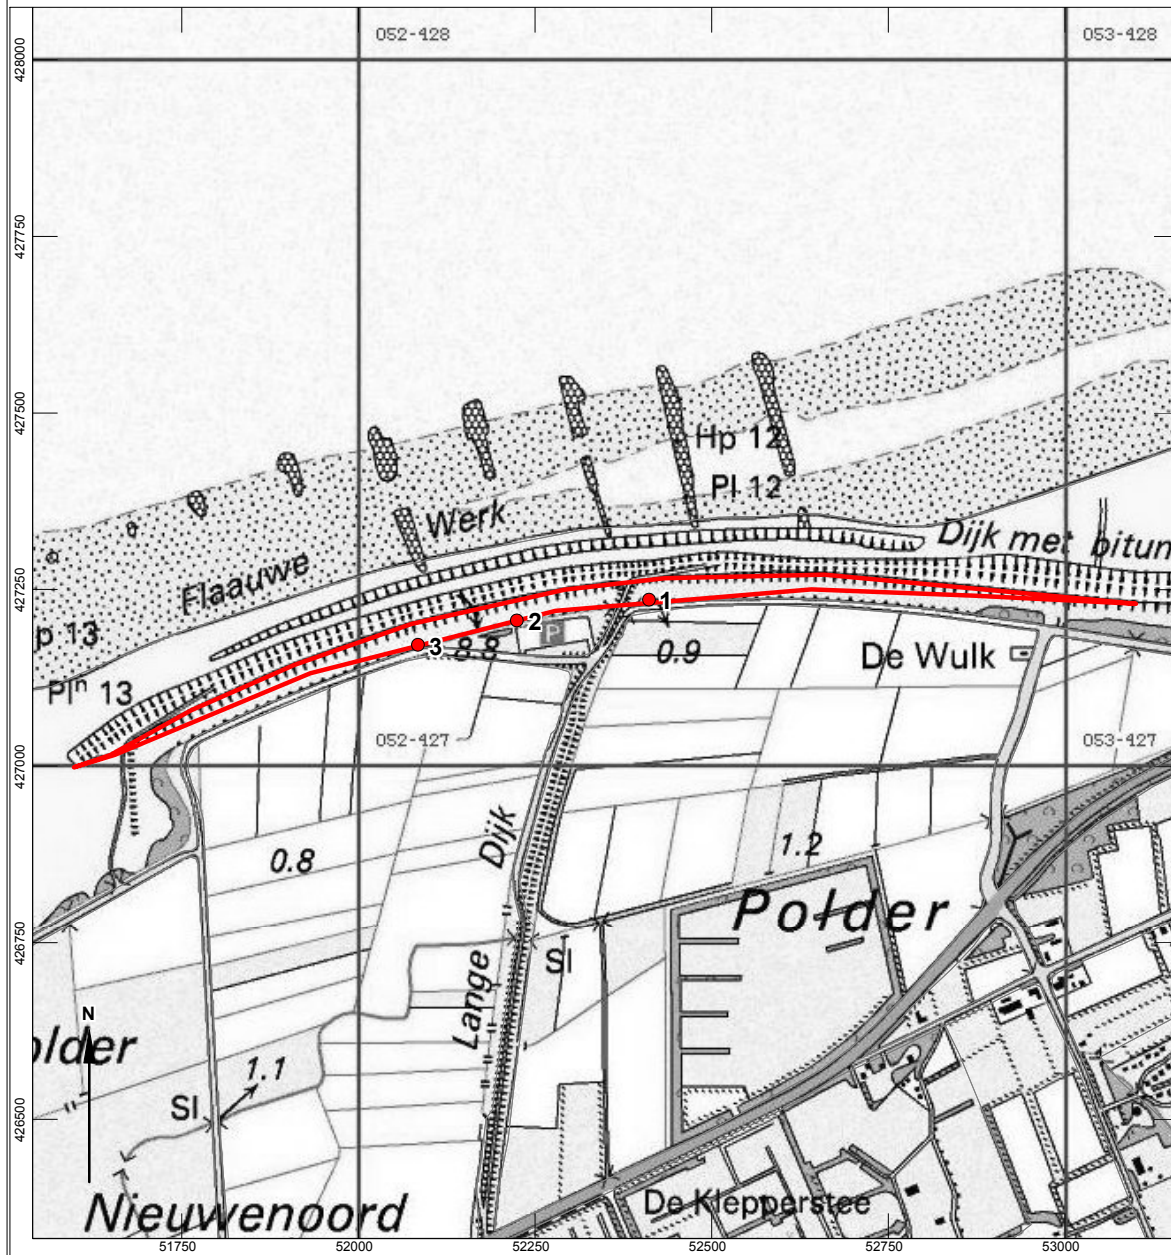 052-428
053-428
428000
427750
427500
427250
427000
426750
426500
Hp 12
Pl 12
Werk
Flaauwe
Dijk met bitun
p 13
Plⁿ 13
1
2
3
P
8.8
0.9
De Wulk
052-427
053-427
Dijk
0.8
1.2
Polder
Sl
Lange
N
older
1.1
Sl
Nieuwenoord
De Klepperstee
51750
52000
52250
52500
52750
53000